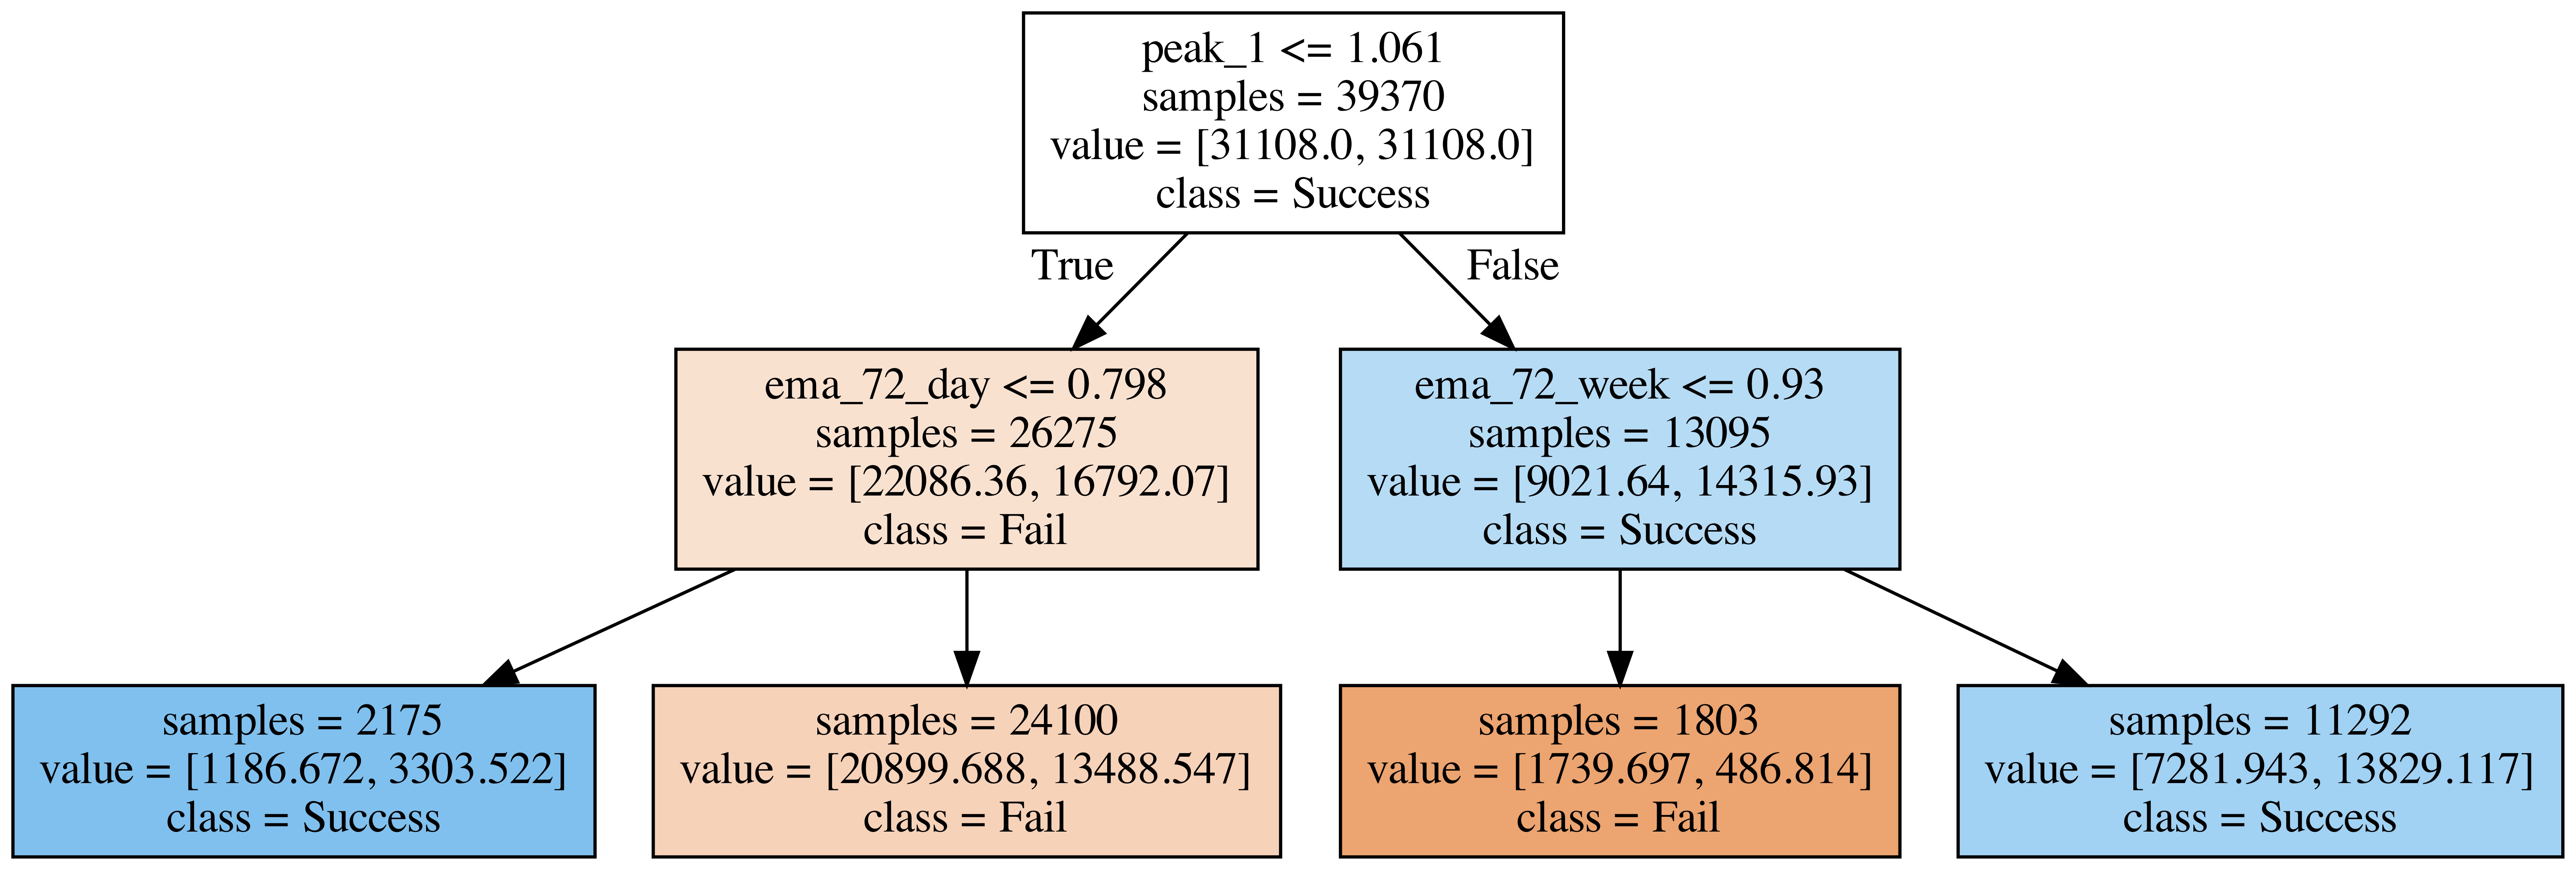 peak_1 <= 1.061
samples = 39370
value = [31108.0, 31108.0]
class = Success
True
False
ema_72_day <= 0.798
samples = 26275
value = [22086.36, 16792.07]
class = Fail
ema_72_week <= 0.93
samples = 13095
value = [9021.64, 14315.93]
class = Success
samples = 2175
value = [1186.672, 3303.522]
class = Success
samples = 24100
value = [20899.688, 13488.547]
class = Fail
samples = 1803
value = [1739.697, 486.814]
class = Fail
samples = 11292
value = [7281.943, 13829.117]
class = Success